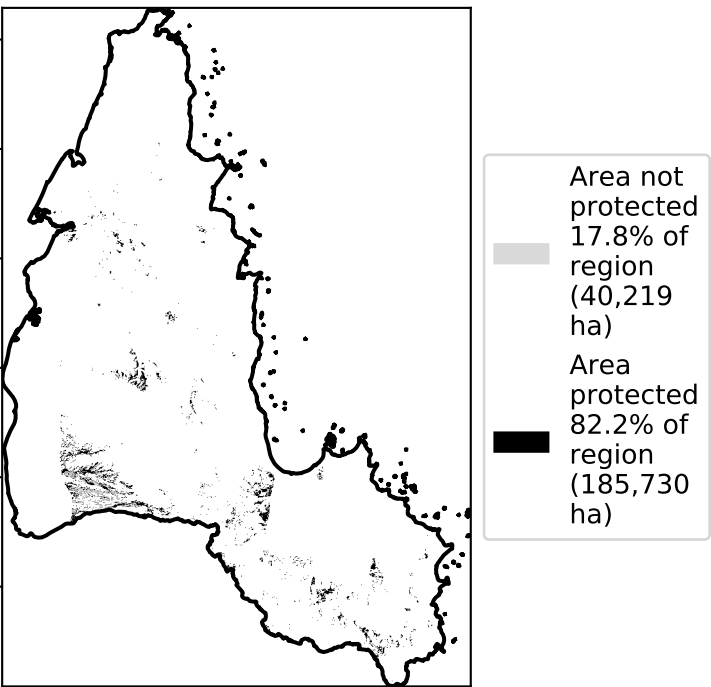 Area not
protected
17.8% of
region
(40,219
ha)
Area
protected
82.2% of
region
(185,730
ha)